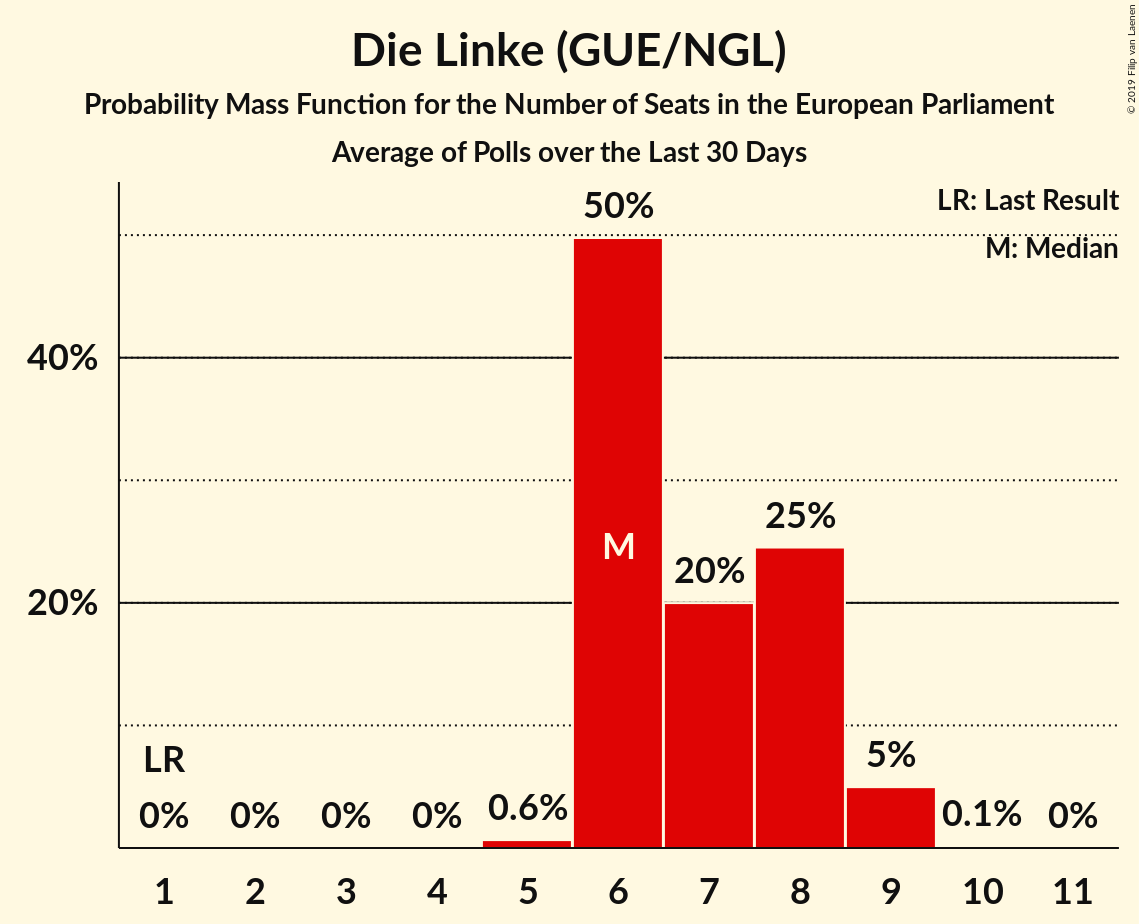 Die Linke (GUE/NGL)
Probability Mass Function for the Number of Seats in the European Parliament
Average of Polls over the Last 30 Days
© 2019 Filip van Laenen
LR: Last Result
M: Median
50%
40%
M
25%
20%
20%
LR
5%
0%
0%
0%
0%
0.6%
0.1%
0%
1 2 3 4 5 6 7 8 9 10 11